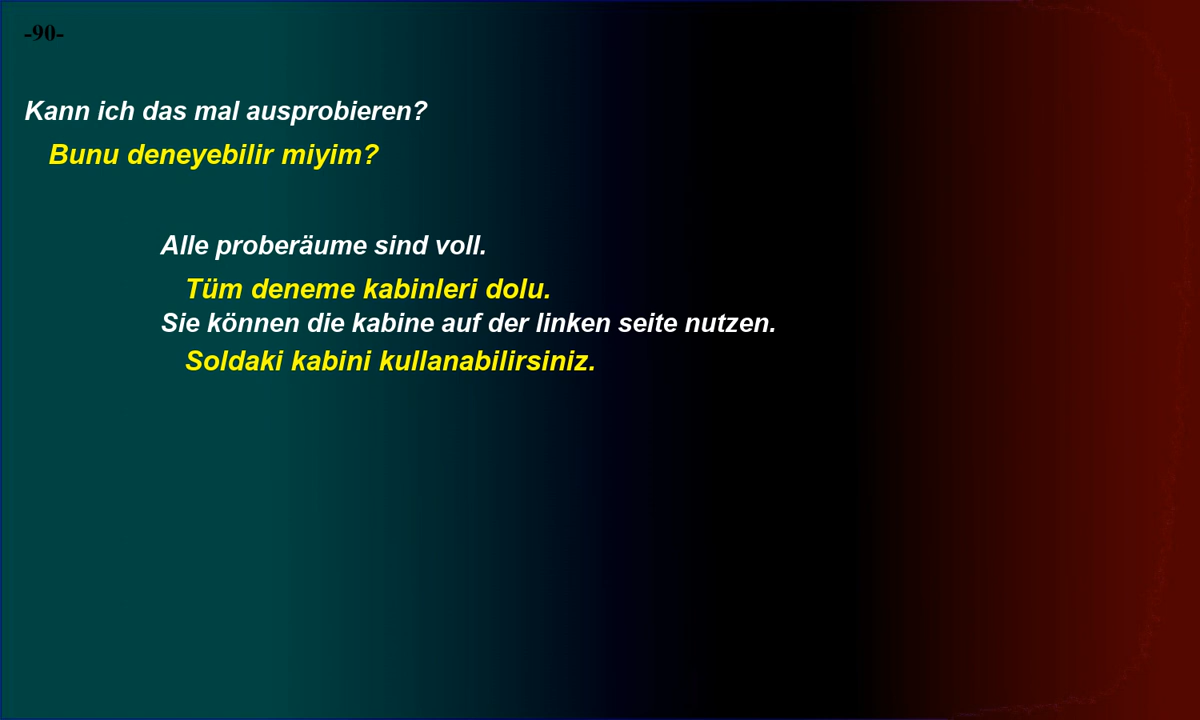 -90-
Kann ich das mal ausprobieren?
Bunu deneyebilir miyim?
Alle proberäume sind voll.
Tüm deneme kabinleri dolu.
Sie können die kabine auf der linken seite nutzen.
Soldaki kabini kullanabilirsiniz.